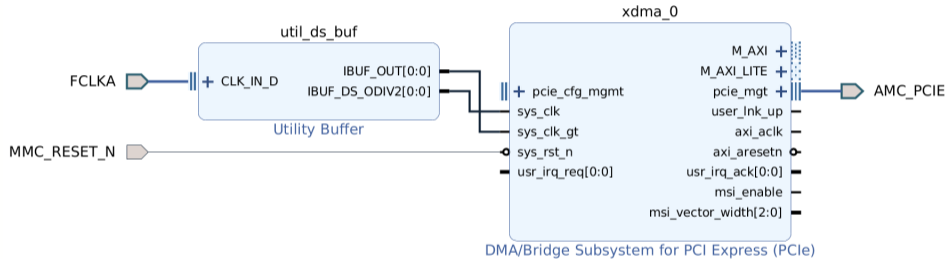 xdma_0
util_ds_buf
FCLKA
CLK_IN_D
IBUF_OUT[0:0]
IBUF_DS_ODIV2[0:0]
Utility Buffer
MMC_RESET_N
pcie_cfg_mgmt
sys_clk
sys_clk_gt
sys_rst_n
usr_irq_req[0:0]
M_AXI
M_AXI_LITE
pcie_mgt
user_lnk_up
axi_aclk
axi_aresetn
usr_irq_ack[0:0]
msi_enable
msi_vector_width[2:0]
AMC_PCIE
DMA/Bridge Subsystem for PCI Express (PCIe)